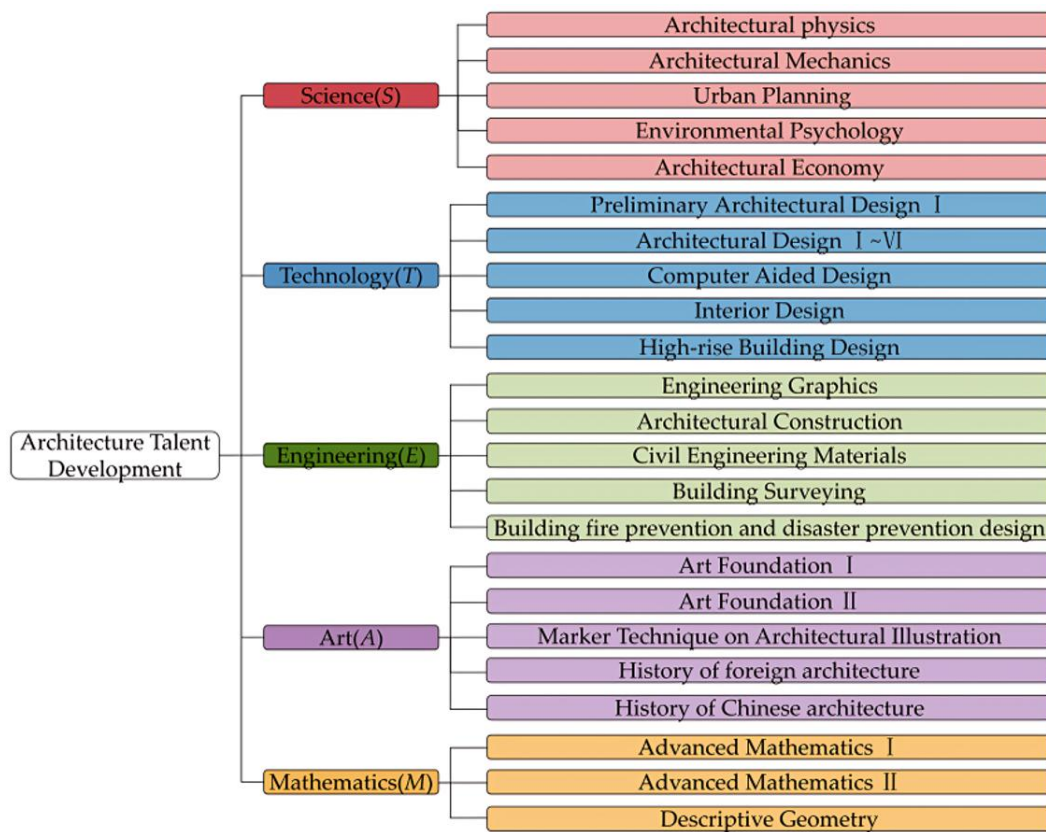 Architecture Talent
Development
Science(S)
Architectural physics
Architectural Mechanics
Urban Planning
Environmental Psychology
Architectural Economy
Technology(T)
Preliminary Architectural Design Ⅰ
Architectural Design Ⅰ~Ⅵ
Computer Aided Design
Interior Design
High-rise Building Design
Engineering(E)
Engineering Graphics
Architectural Construction
Civil Engineering Materials
Building Surveying
Building fire prevention and disaster prevention design
Art(A)
Art Foundation Ⅰ
Art Foundation Ⅱ
Marker Technique on Architectural Illustration
History of foreign architecture
History of Chinese architecture
Mathematics(M)
Advanced Mathematics Ⅰ
Advanced Mathematics Ⅱ
Descriptive Geometry